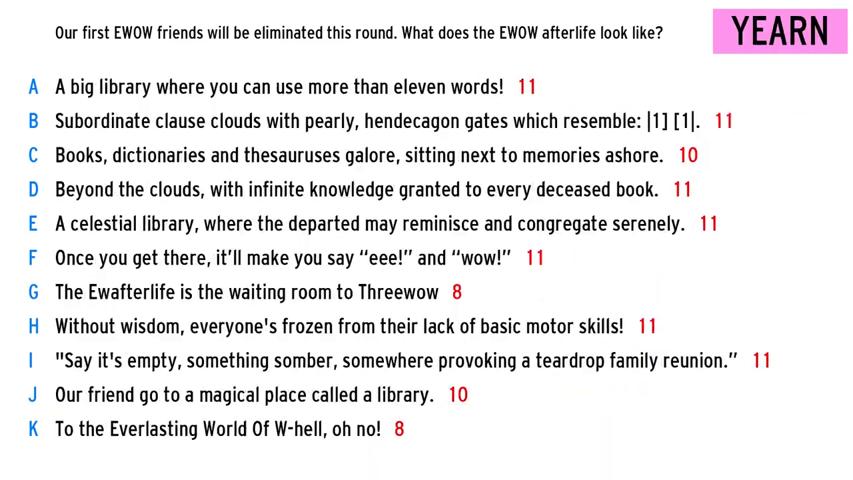 Our first EWOW friends will be eliminated this round. What does the EWOW afterlife look like?
YEARN
A A big library where you can use more than eleven words! 11
B Subordinate clause clouds with pearly, hendecagon gates which resemble: |1] [1|. 11
C Books, dictionaries and thesauruses galore, sitting next to memories ashore. 10
D Beyond the clouds, with infinite knowledge granted to every deceased book. 11
E A celestial library, where the departed may reminisce and congregate serenely. 11
F Once you get there, it’ll make you say “eee!” and “wow!” 11
G The Ewafterlife is the waiting room to Threewow 8
H Without wisdom, everyone's frozen from their lack of basic motor skills! 11
I "Say it's empty, something somber, somewhere provoking a teardrop family reunion.” 11
J Our friend go to a magical place called a library. 10
K To the Everlasting World Of W-hell, oh no! 8